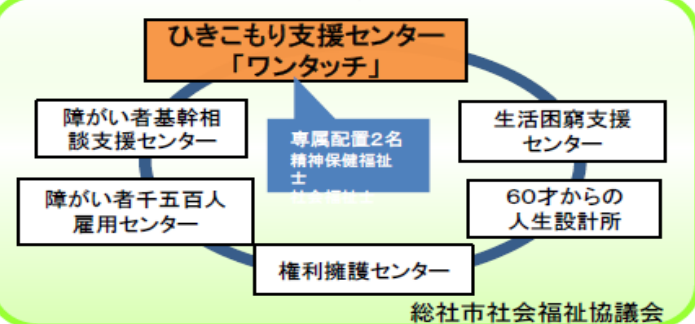 ひきこもり支援センター
「ワンタッチ」
障がい者基幹相
談支援センター
専属配置2名
精神保健福祉
士
社会福祉士
生活困窮支援
センター
障がい者千五百人
雇用センター
60才からの
人生設計所
権利擁護センター
総社市社会福祉協議会